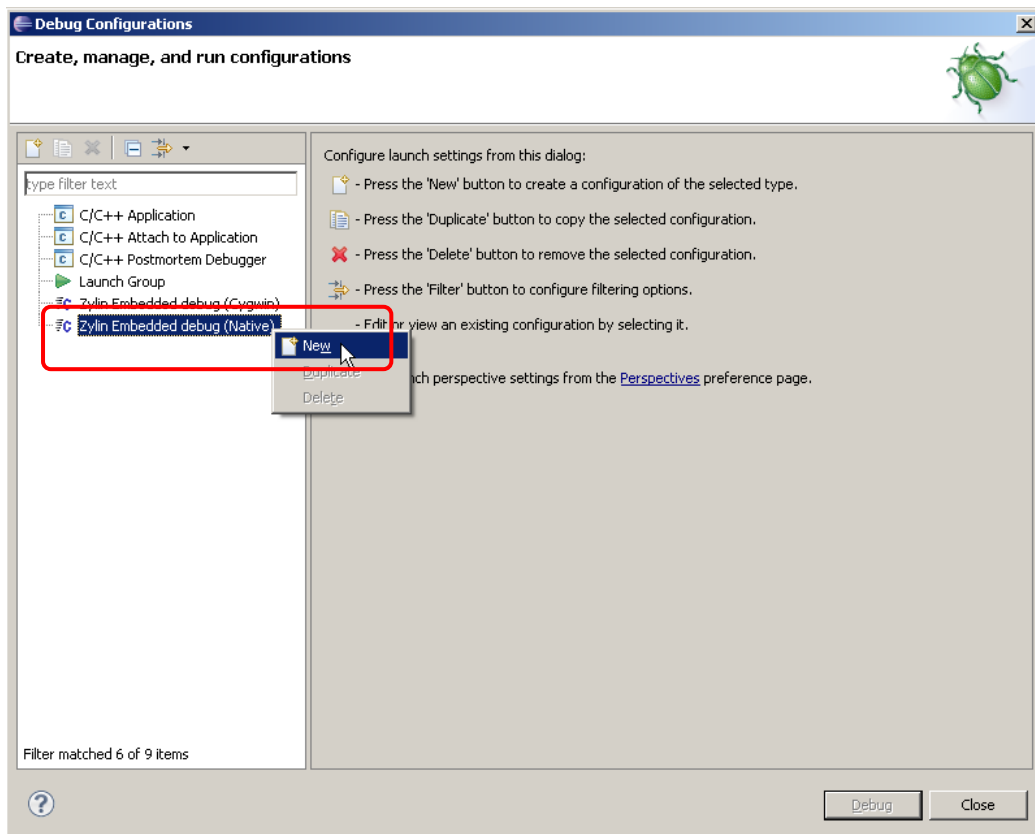 Debug Configurations
Create, manage, and run configurations
type filter text
C/C++ Application
C/C++ Attach to Application
C/C++ Postmortem Debugger
Launch Group
Zylin Embedded debug (Cygwin)
Zylin Embedded debug (Native)
New
Duplicate
Delete
Configure launch settings from this dialog:
- Press the 'New' button to create a configuration of the selected type.
- Press the 'Duplicate' button to copy the selected configuration.
- Press the 'Delete' button to remove the selected configuration.
- Press the 'Filter' button to configure filtering options.
- Edit or view an existing configuration by selecting it.
perspective settings from the Perspectives preference page.
Filter matched 6 of 9 items
Debug
Close